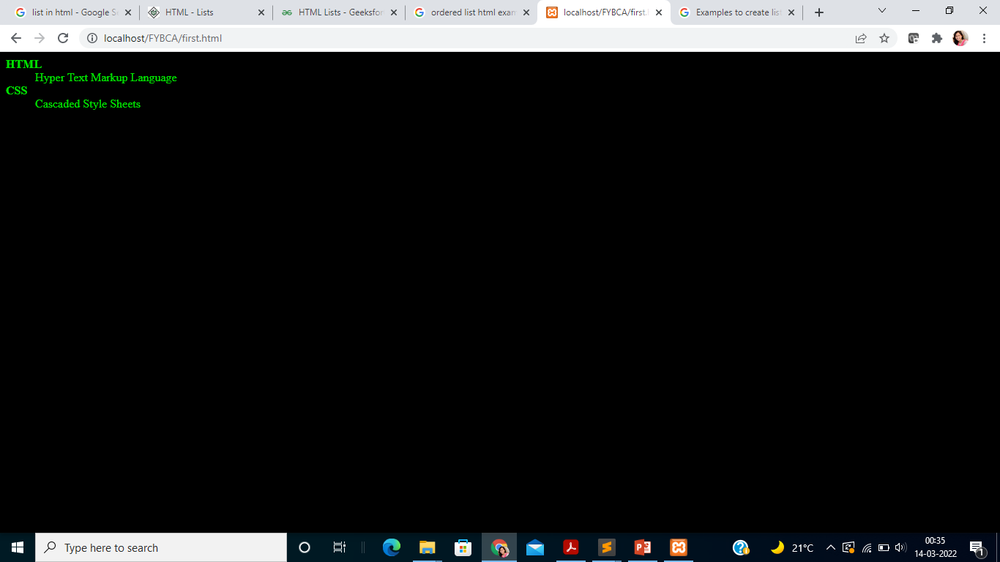 list in html - Google S
HTML - Lists
HTML Lists - Geeksfor
ordered list html exam
localhost/FYBCA/first.
Examples to create list
localhost/FYBCA/first.html
HTML
Hyper Text Markup Language
CSS
Cascaded Style Sheets
Type here to search
21°C
00:35
14-03-2022
1